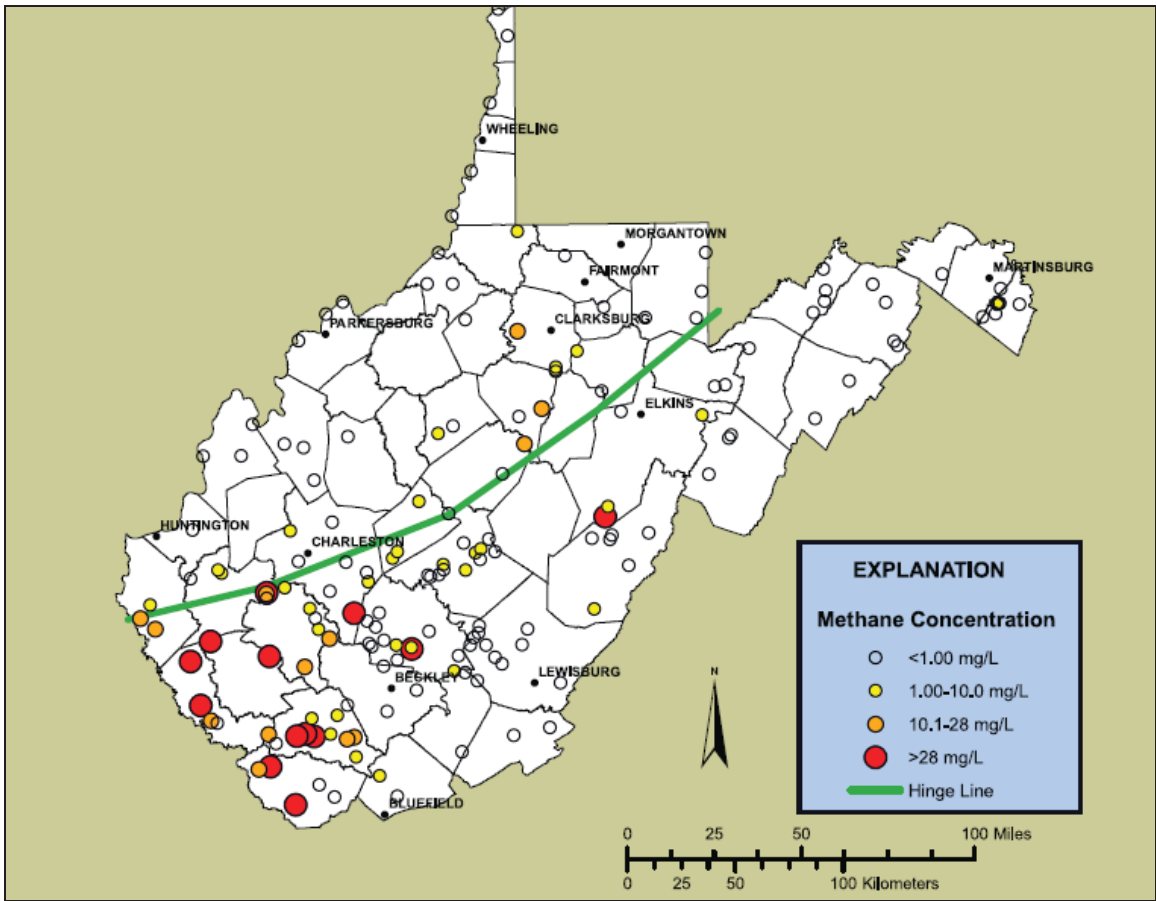 WHEELING
MORGANTOWN
FAIRMONT
MARTINSBURG
PARKERSBURG
CLARKSBURG
ELKINS
HUNTINGTON
CHARLESTON
LEWISBURG
BECKLEY
BLUEFIELD
N
EXPLANATION
Methane Concentration
<1.00 mg/L
1.00-10.0 mg/L
10.1-28 mg/L
>28 mg/L
Hinge Line
0 25 50 100 Miles
0 25 50 100 Kilometers